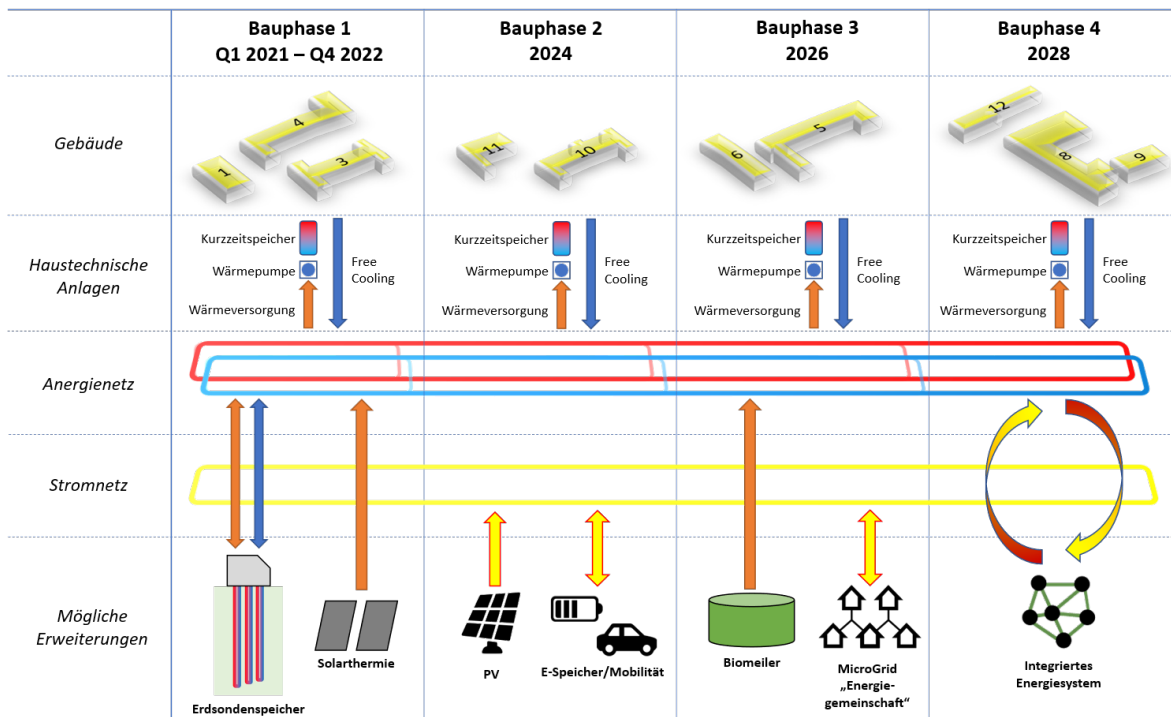 Bauphase 1
Q1 2021 – Q4 2022
Bauphase 2
2024
Bauphase 3
2026
Bauphase 4
2028
Gebäude
1
4
3
11
10
6
5
12
8
9
Haustechnische
Anlagen
Kurzzeitspeicher
Wärmepumpe
Wärmeversorgung
Free
Cooling
Kurzzeitspeicher
Wärmepumpe
Wärmeversorgung
Free
Cooling
Kurzzeitspeicher
Wärmepumpe
Wärmeversorgung
Free
Cooling
Kurzzeitspeicher
Wärmepumpe
Wärmeversorgung
Free
Cooling
Anergienetz
Stromnetz
Mögliche
Erweiterungen
Erdsondenspeicher
Solarthermie
PV
E-Speicher/Mobilität
Biomeiler
MicroGrid
„Energie-
gemeinschaft“
Integriertes
Energiesystem